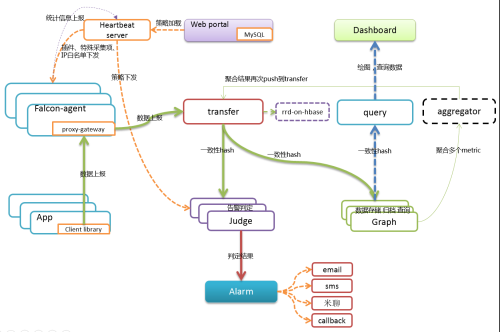 统计信息上报
Heartbeat
server
策略加载
Web portal
MySQL
Dashboard
插件、特殊采集项,
IP白名单下发
策略下发
绘图、查询数据
聚合结果再次push到transfer
Falcon-agent
proxy-gateway
数据上报
transfer
rrd-on-hbase
query
aggregator
一致性hash
一致性hash
一致性hash
聚合多个metric
数据上报
App
Client library
告警判定
Judge
数据存储 归档 查询
Graph
判定结果
Alarm
email
sms
米聊
callback